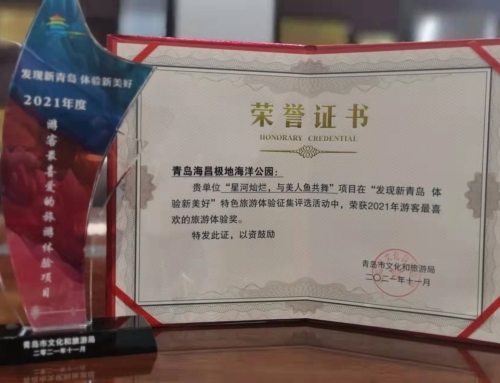 发现新青岛 体验新美好
2021年度
游客最喜爱的旅游体验项目
青岛市文化和旅游局
二零二一年十一月
荣誉证书
HONORARY CREDENTIAL
青岛海昌极地海洋公园：
贵单位“星河灿烂，与美人鱼共舞”项目在“发现新青岛 体
验新美好”特色旅游体验征集评选活动中，荣获2021年游客最喜
欢的旅游体验奖。
特发此证，以资鼓励
青岛市文化和旅游局
二〇二一年十一月